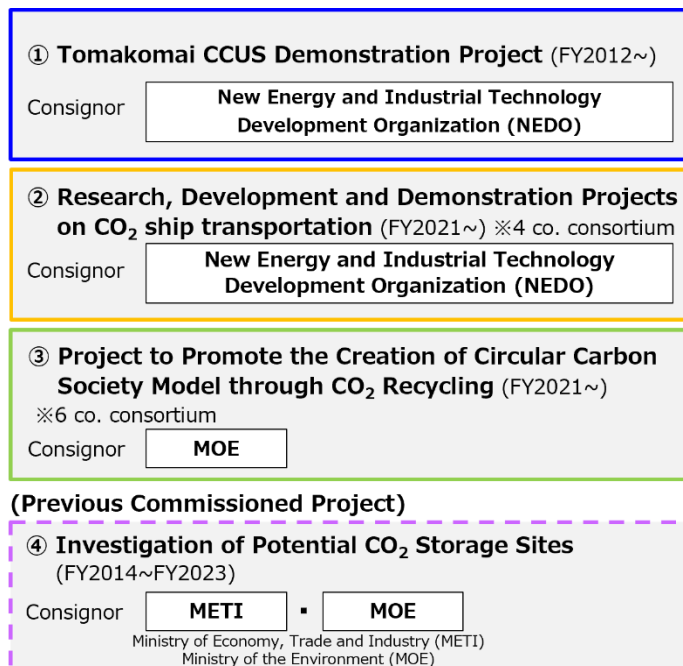 ① Tomakomai CCUS Demonstration Project (FY2012~)
Consignor
New Energy and Industrial Technology
Development Organization (NEDO)
② Research, Development and Demonstration Projects
on CO₂ ship transportation (FY2021~) ※4 co. consortium
Consignor
New Energy and Industrial Technology
Development Organization (NEDO)
③ Project to Promote the Creation of Circular Carbon
Society Model through CO₂ Recycling (FY2021~)
※6 co. consortium
Consignor MOE
(Previous Commissioned Project)
④ Investigation of Potential CO₂ Storage Sites
(FY2014~FY2023)
Consignor METI ・ MOE
Ministry of Economy, Trade and Industry (METI)
Ministry of the Environment (MOE)